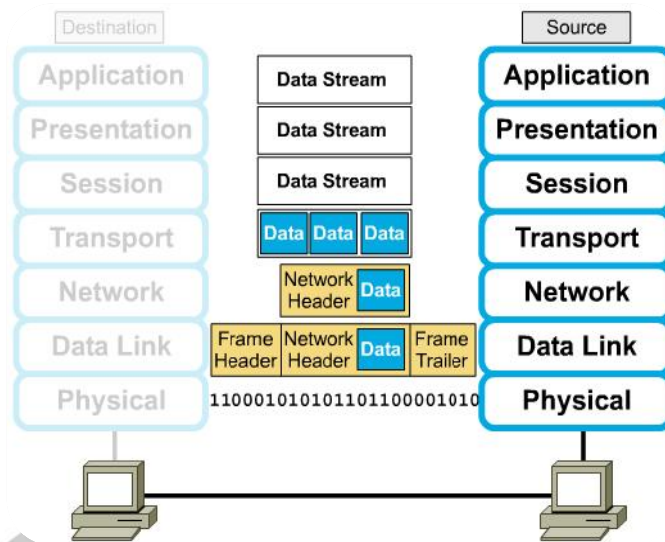 Destination
Source
Application
Data Stream
Application
Presentation
Data Stream
Presentation
Session
Data Stream
Session
Transport
Data Data Data
Transport
Network
Network Header Data
Network
Data Link
Frame Header Network Header Data Frame Trailer
Data Link
Physical
1100010101011011000001010
Physical